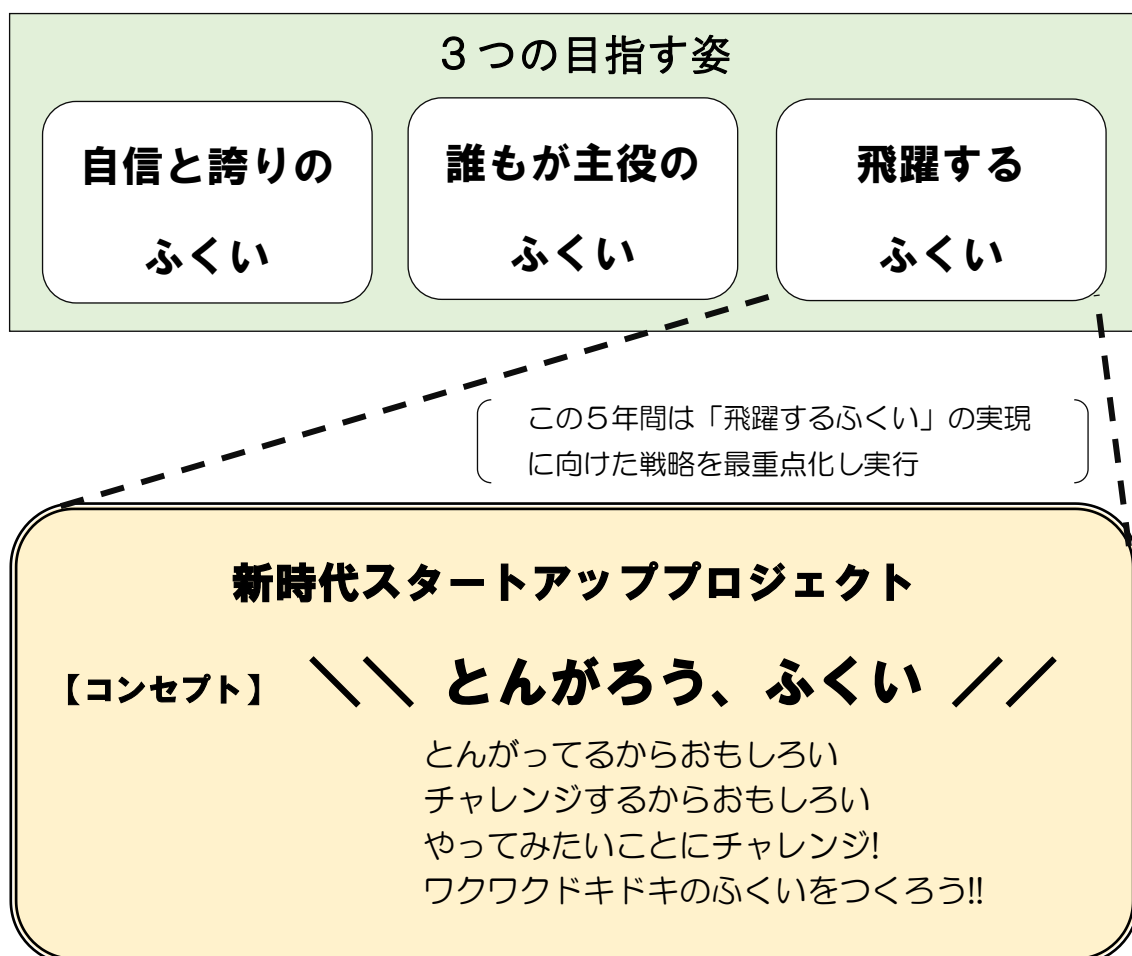 ３つの目指す姿
自信と誇りの
ふくい
誰もが主役の
ふくい
飛躍する
ふくい
この５年間は「飛躍するふくい」の実現
に向けた戦略を最重点化し実行
新時代スタートアッププロジェクト
【コンセプト】 ＼＼ とんがろう、ふくい ／／
とんがってるからおもしろい
チャレンジするからおもしろい
やってみたいことにチャレンジ!
ワクワクドキドキのふくいをつくろう!!